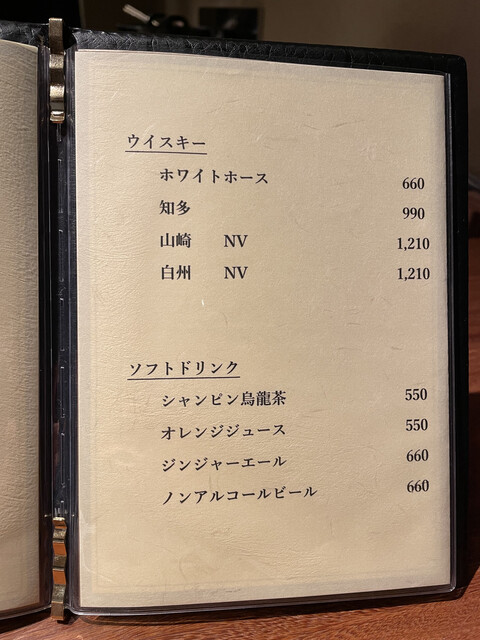 ウイスキー
ホワイトホース 660
知多 990
山崎 NV 1,210
白州 NV 1,210
ソフトドリンク
シャンピン烏龍茶 550
オレンジジュース 550
ジンジャーエール 660
ノンアルコールビール 660